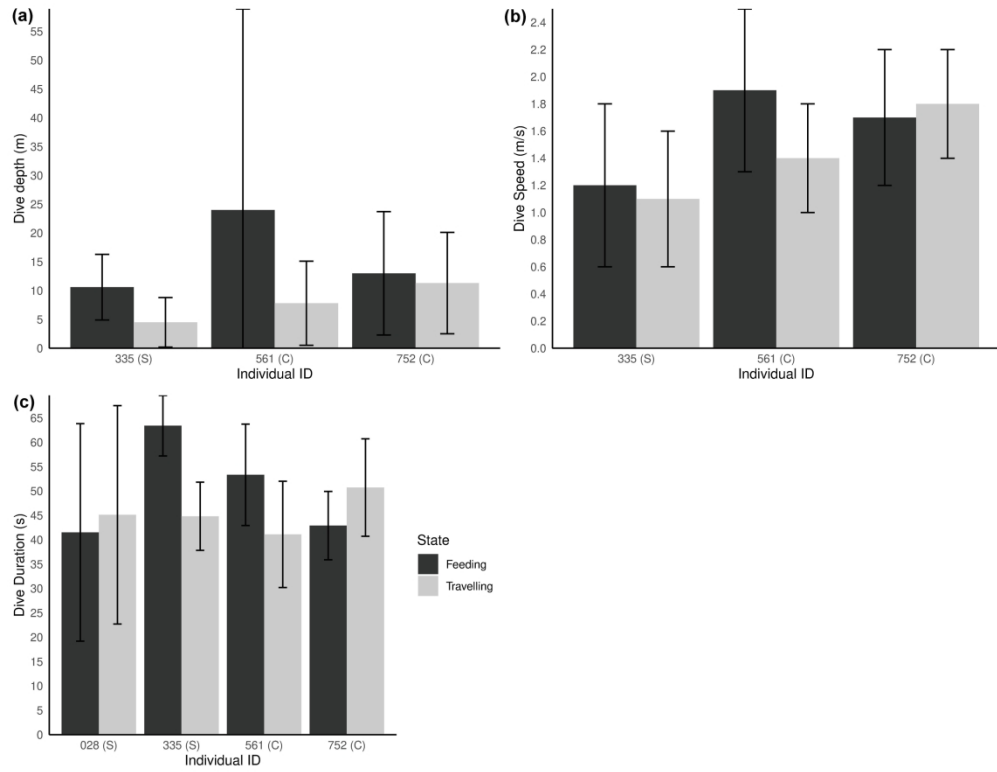 (a)
Dive depth (m)
55
50
45
40
35
30
25
20
15
10
5
0
335 (S) 561 (C) 752 (C)
Individual ID
(b)
Dive Speed (m/s)
2.4
2.2
2.0
1.8
1.6
1.4
1.2
1.0
0.8
0.6
0.4
0.2
0.0
335 (S) 561 (C) 752 (C)
Individual ID
(c)
Dive Duration (s)
65
60
55
50
45
40
35
30
25
20
15
10
5
0
028 (S) 335 (S) 561 (C) 752 (C)
Individual ID
State
Feeding
Travelling